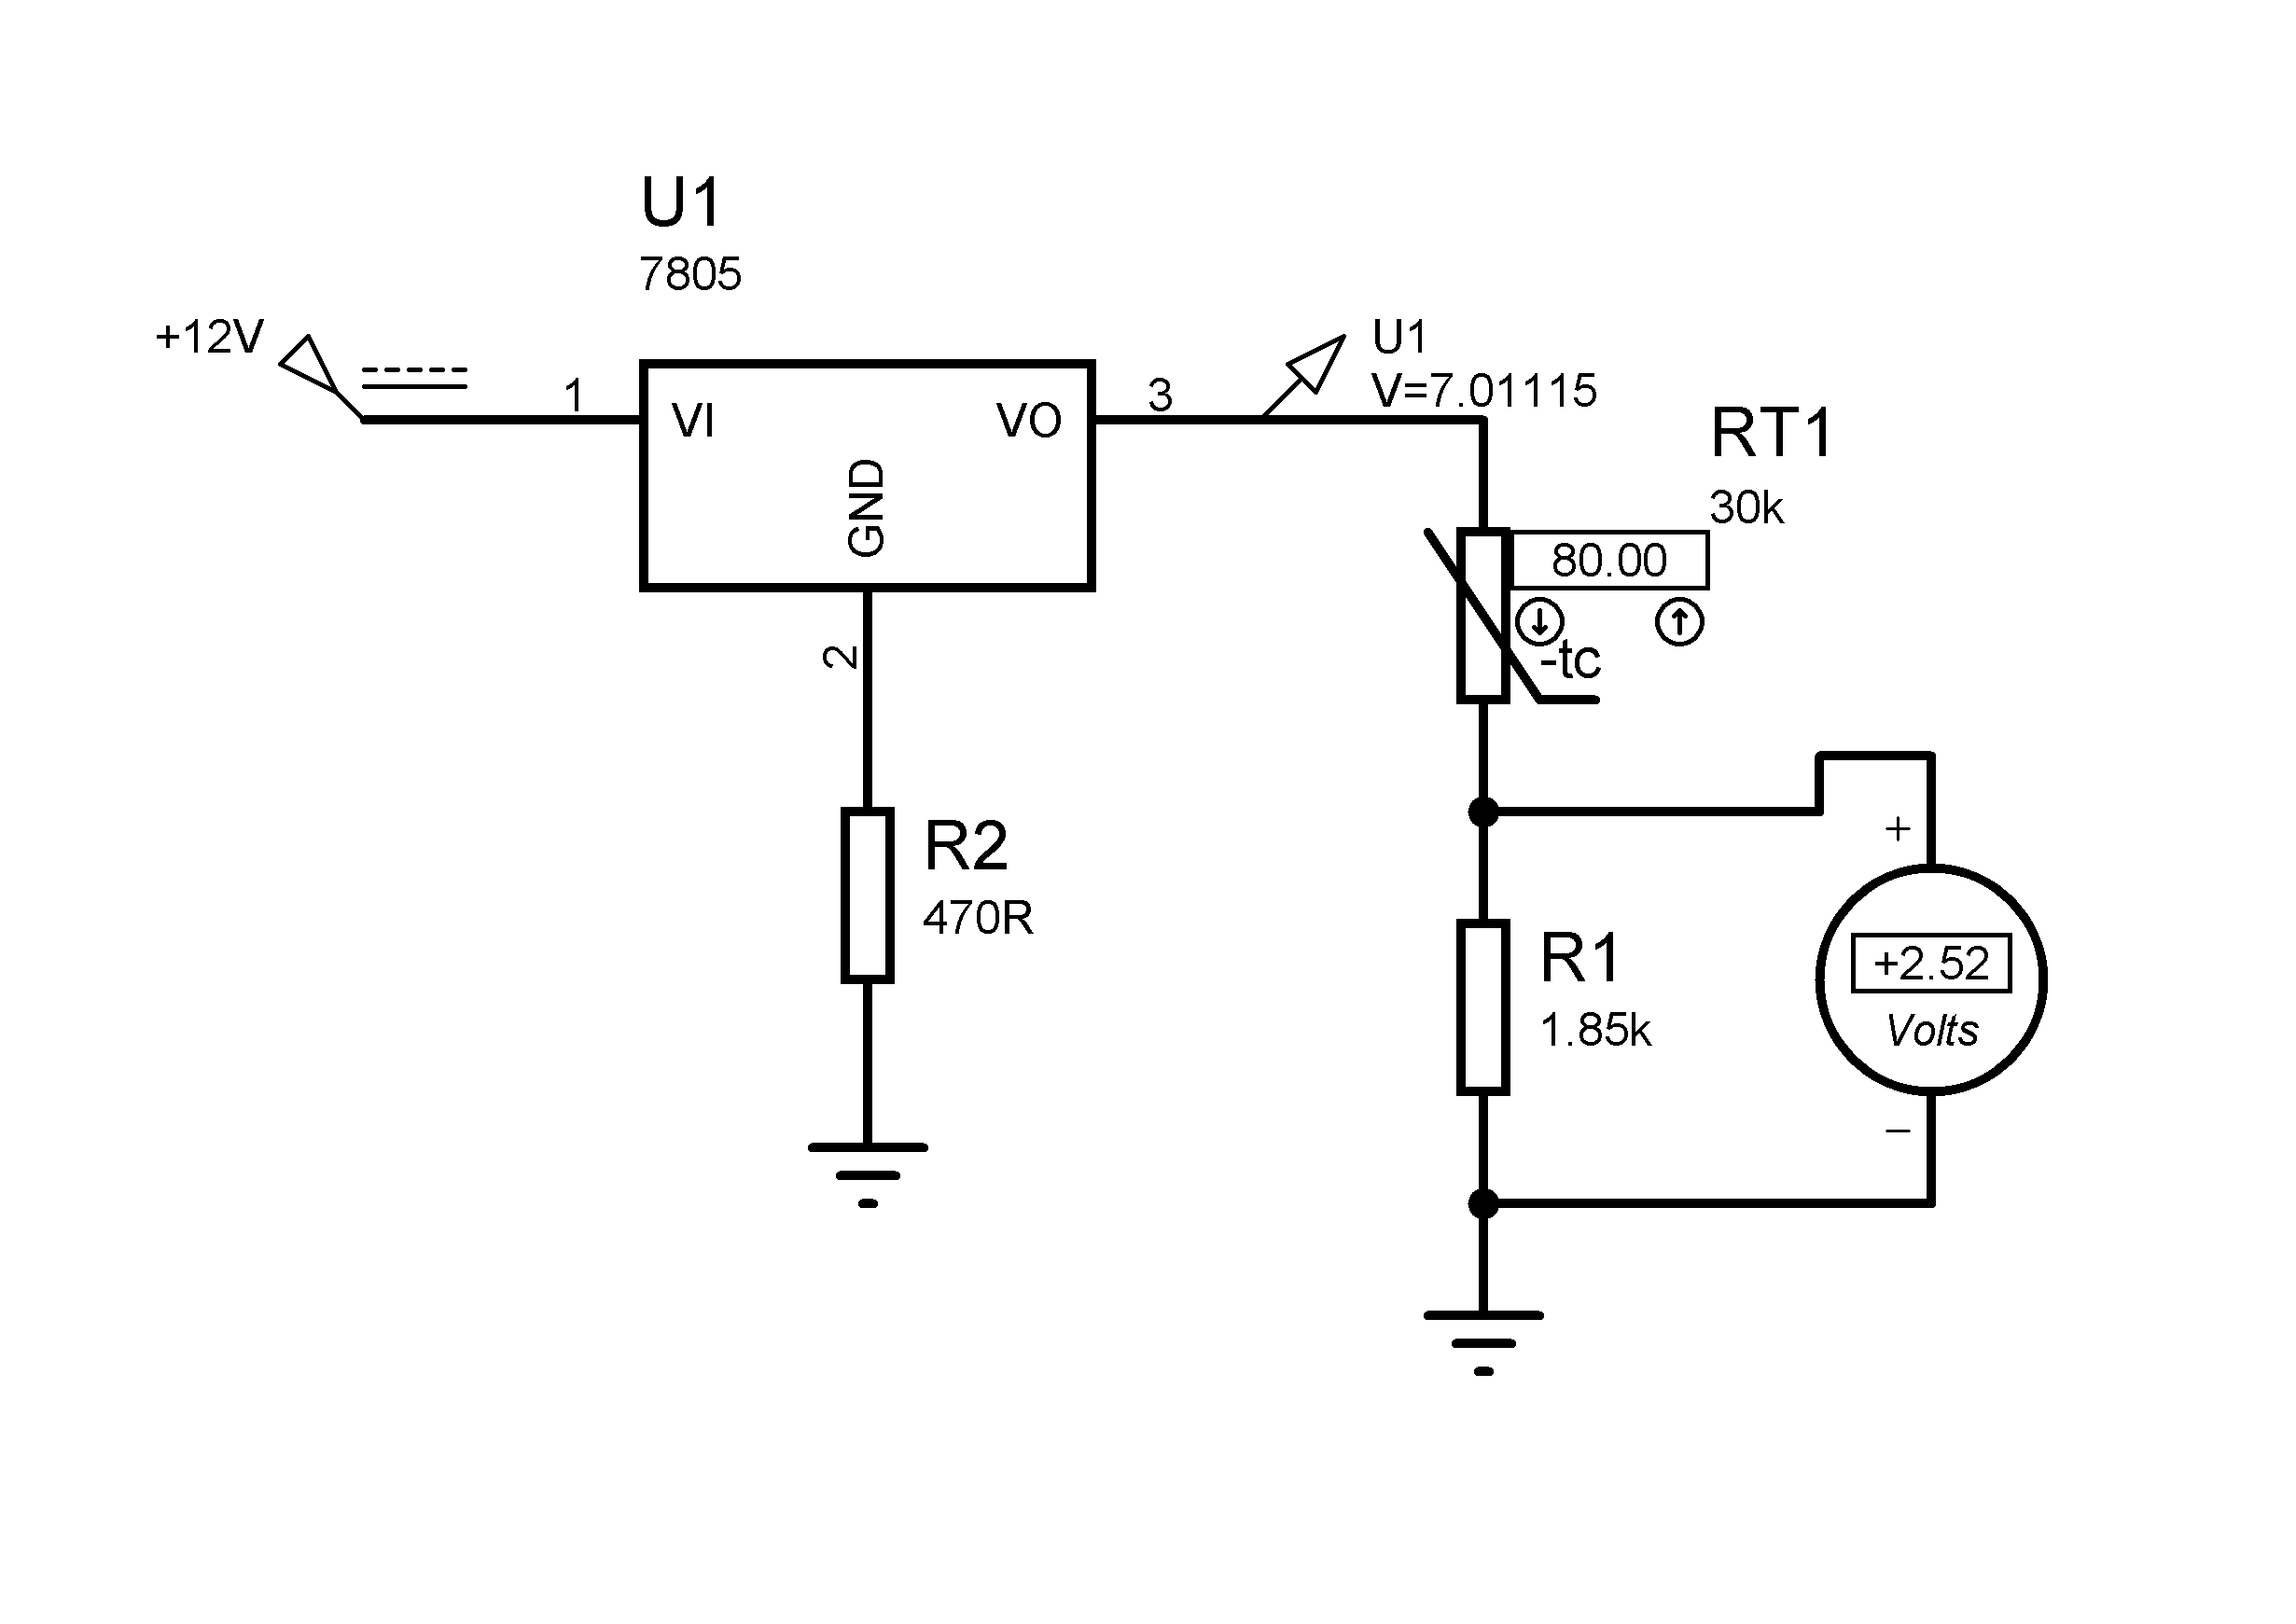 U1
7805
+12V
1
VI
VO
GND
3
2
U1
V=7.01115
RT1
30k
80.00
-tc
R2
470R
R1
1.85k
+
+2.52
Volts
−